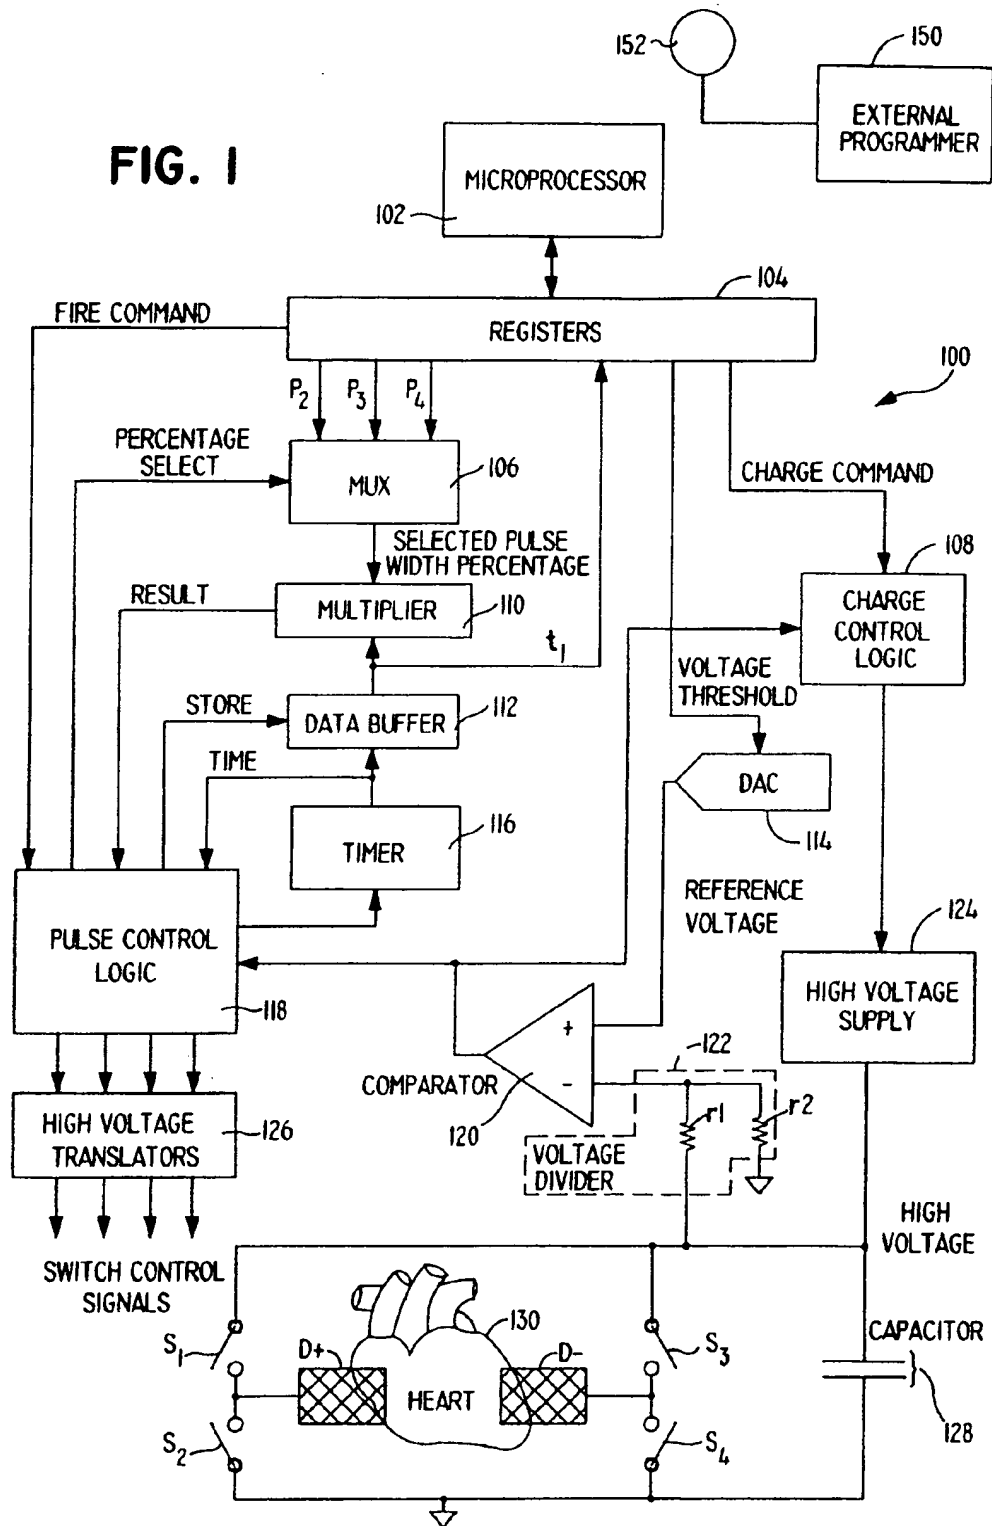 150
152
EXTERNAL
PROGRAMMER
FIG. 1
MICROPROCESSOR
102
104
FIRE COMMAND
REGISTERS
100
P2
P3
P4
PERCENTAGE
SELECT
106
MUX
CHARGE COMMAND
SELECTED PULSE
WIDTH PERCENTAGE
108
RESULT
MULTIPLIER
110
CHARGE
CONTROL
LOGIC
t1
VOLTAGE
THRESHOLD
STORE
DATA BUFFER
112
TIME
DAC
116
TIMER
114
REFERENCE
VOLTAGE
124
PULSE CONTROL
LOGIC
118
HIGH VOLTAGE
SUPPLY
+
122
COMPARATOR
-
120
r1
r2
HIGH VOLTAGE
TRANSLATORS
126
VOLTAGE
DIVIDER
HIGH
VOLTAGE
SWITCH CONTROL
SIGNALS
130
CAPACITOR
S1
D+
D-
S3
HEART
128
S2
S4